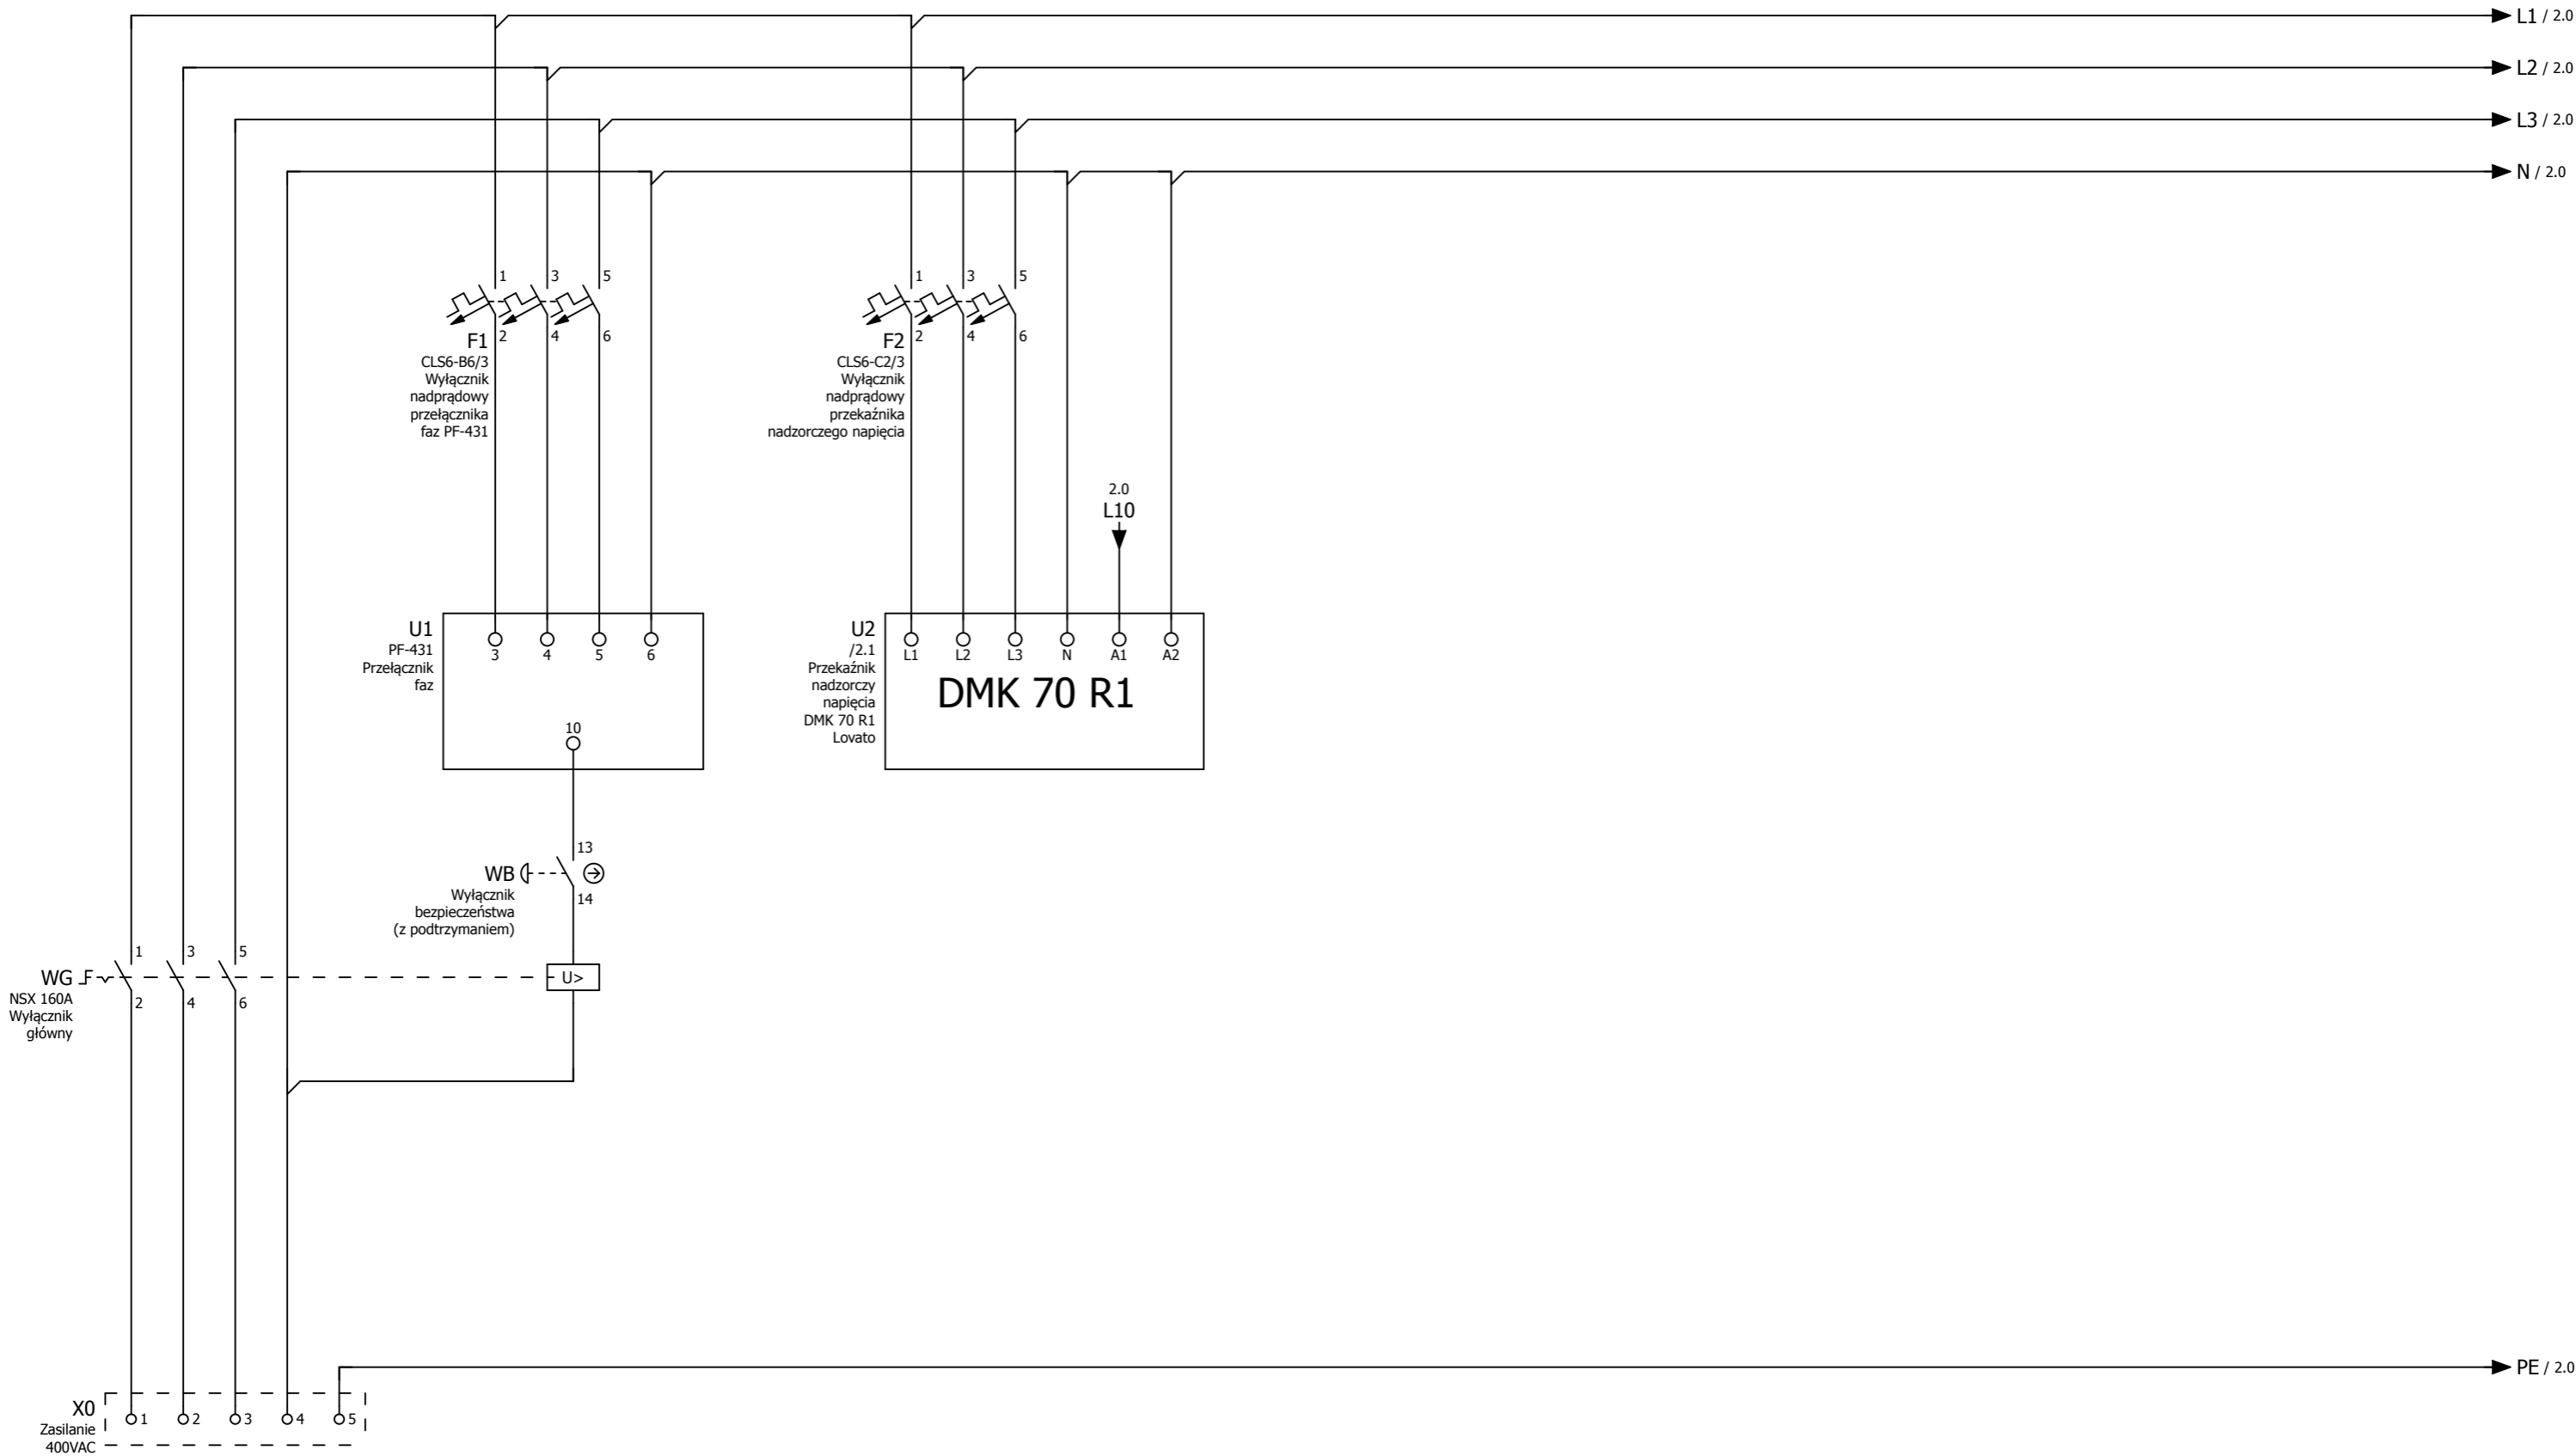 L1 / 2.0
L2 / 2.0
L3 / 2.0
N / 2.0
1 3 5
2 4 6
F1
CLS6-B6/3
Wyłącznik
nadprądowy
przełącznika
faz PF-431
1 3 5
2 4 6
F2
CLS6-C2/3
Wyłącznik
nadprądowy
przekaźnika
nadzorczego napięcia
2.0
L10
U1
PF-431
Przełącznik
faz
3 4 5 6
10
U2
/2.1
Przekaźnik
nadzorczy
napięcia
DMK 70 R1
Lovato
L1 L2 L3 N A1 A2
DMK 70 R1
13
WB
14
Wyłącznik
bezpieczeństwa
(z podtrzymaniem)
1 3 5
WG
U>
2 4 6
NSX 160A
Wyłącznik
główny
PE / 2.0
X0
Zasilanie
400VAC
1 2 3 4 5